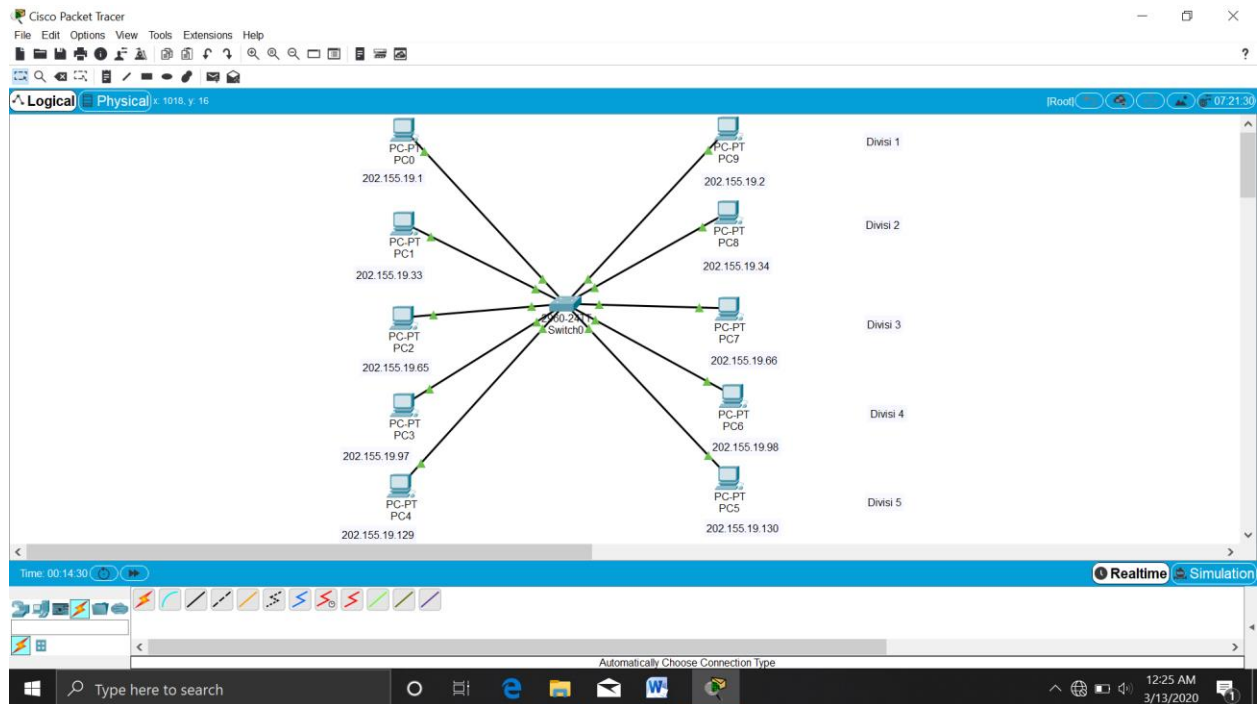 Cisco Packet Tracer
File Edit Options View Tools Extensions Help
?
Logical Physical x: 1018, y: 16 [Root] 07:21:30
PC-PT
PC0
202.155.19.1
PC-PT
PC9
202.155.19.2
Divisi 1
PC-PT
PC1
202.155.19.33
PC-PT
PC8
202.155.19.34
Divisi 2
2960-24TT
Switch0
PC-PT
PC2
202.155.19.65
PC-PT
PC7
202.155.19.66
Divisi 3
PC-PT
PC3
202.155.19.97
PC-PT
PC6
202.155.19.98
Divisi 4
PC-PT
PC4
202.155.19.129
PC-PT
PC5
202.155.19.130
Divisi 5
Time: 00:14:30 Realtime Simulation
Automatically Choose Connection Type
Type here to search
12:25 AM
3/13/2020
1